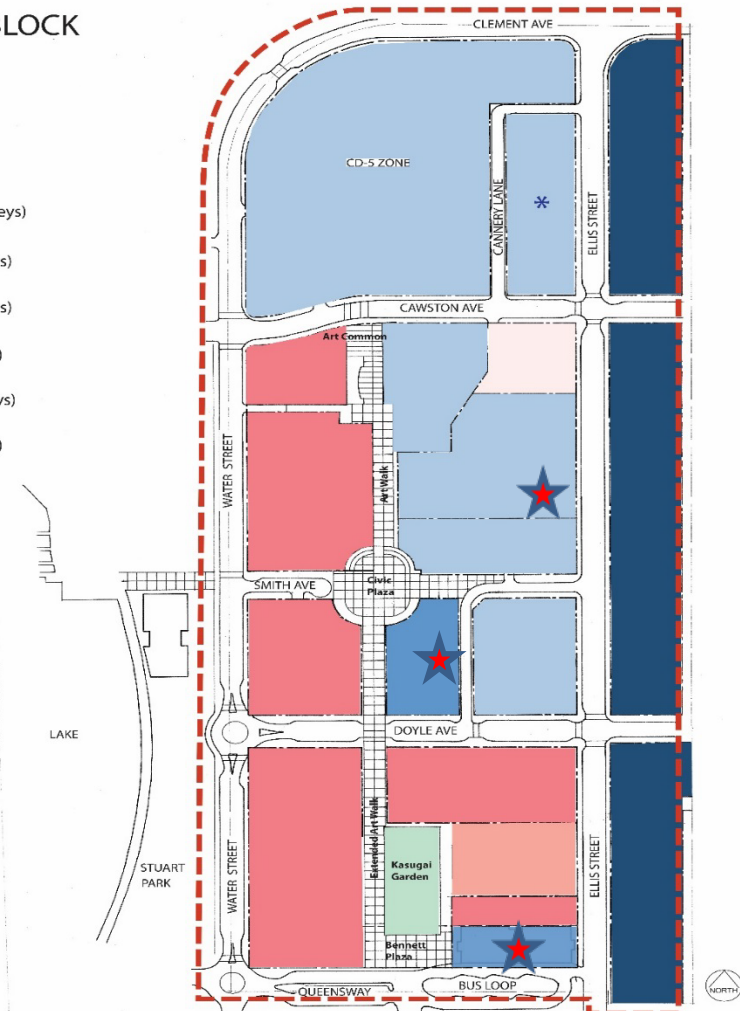 BLOCK
CLEMENT AVE
eys)
s)
s)
)
ys)
)
CD-5 ZONE
CANNERY LANE
*
ELLIS STREET
CAWSTON AVE
Art Common
WATER STREET
Art Walk
SMITH AVE
Civic
Plaza
LAKE
DOYLE AVE
STUART
PARK
WATER STREET
Extended Art Walk
Kasugai
Garden
ELLIS STREET
Bennett
Plaza
QUEENSWAY
BUS LOOP
NORTH